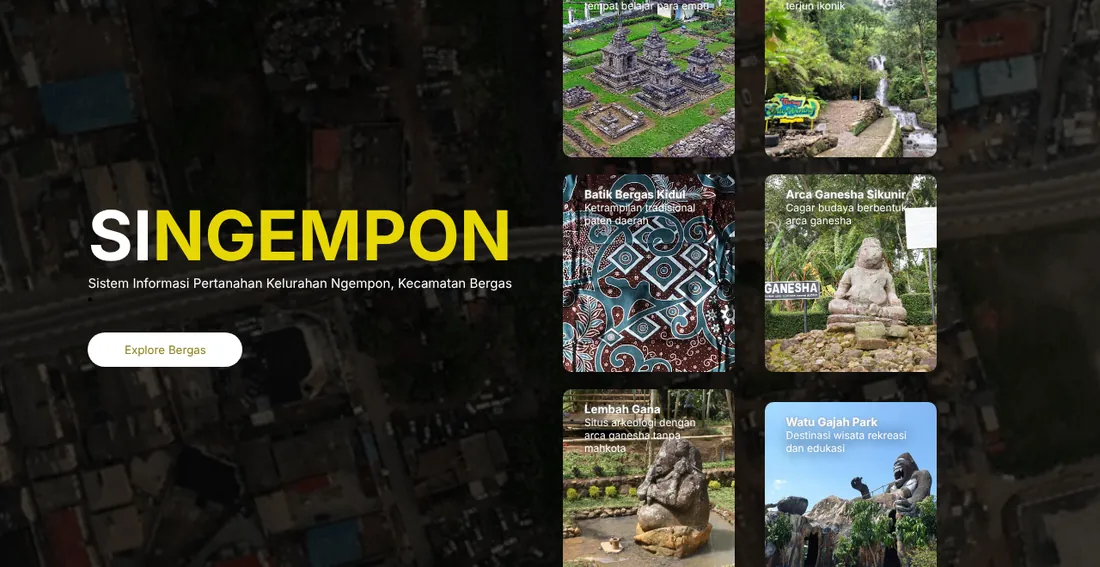 tempat belajar para empu
terjun ikonik
SINGEMPON
Sistem Informasi Pertanahan Kelurahan Ngempon, Kecamatan Bergas
Explore Bergas
Batik Bergas Kidul
Ketrampilan tradisional
paten daerah
Arca Ganesha Sikunir
Cagar budaya berbentuk
arca ganesha
GANESHA
Lembah Gana
Situs arkeologi dengan
arca ganesha tanpa
mahkota
Watu Gajah Park
Destinasi wisata rekreasi
dan edukasi